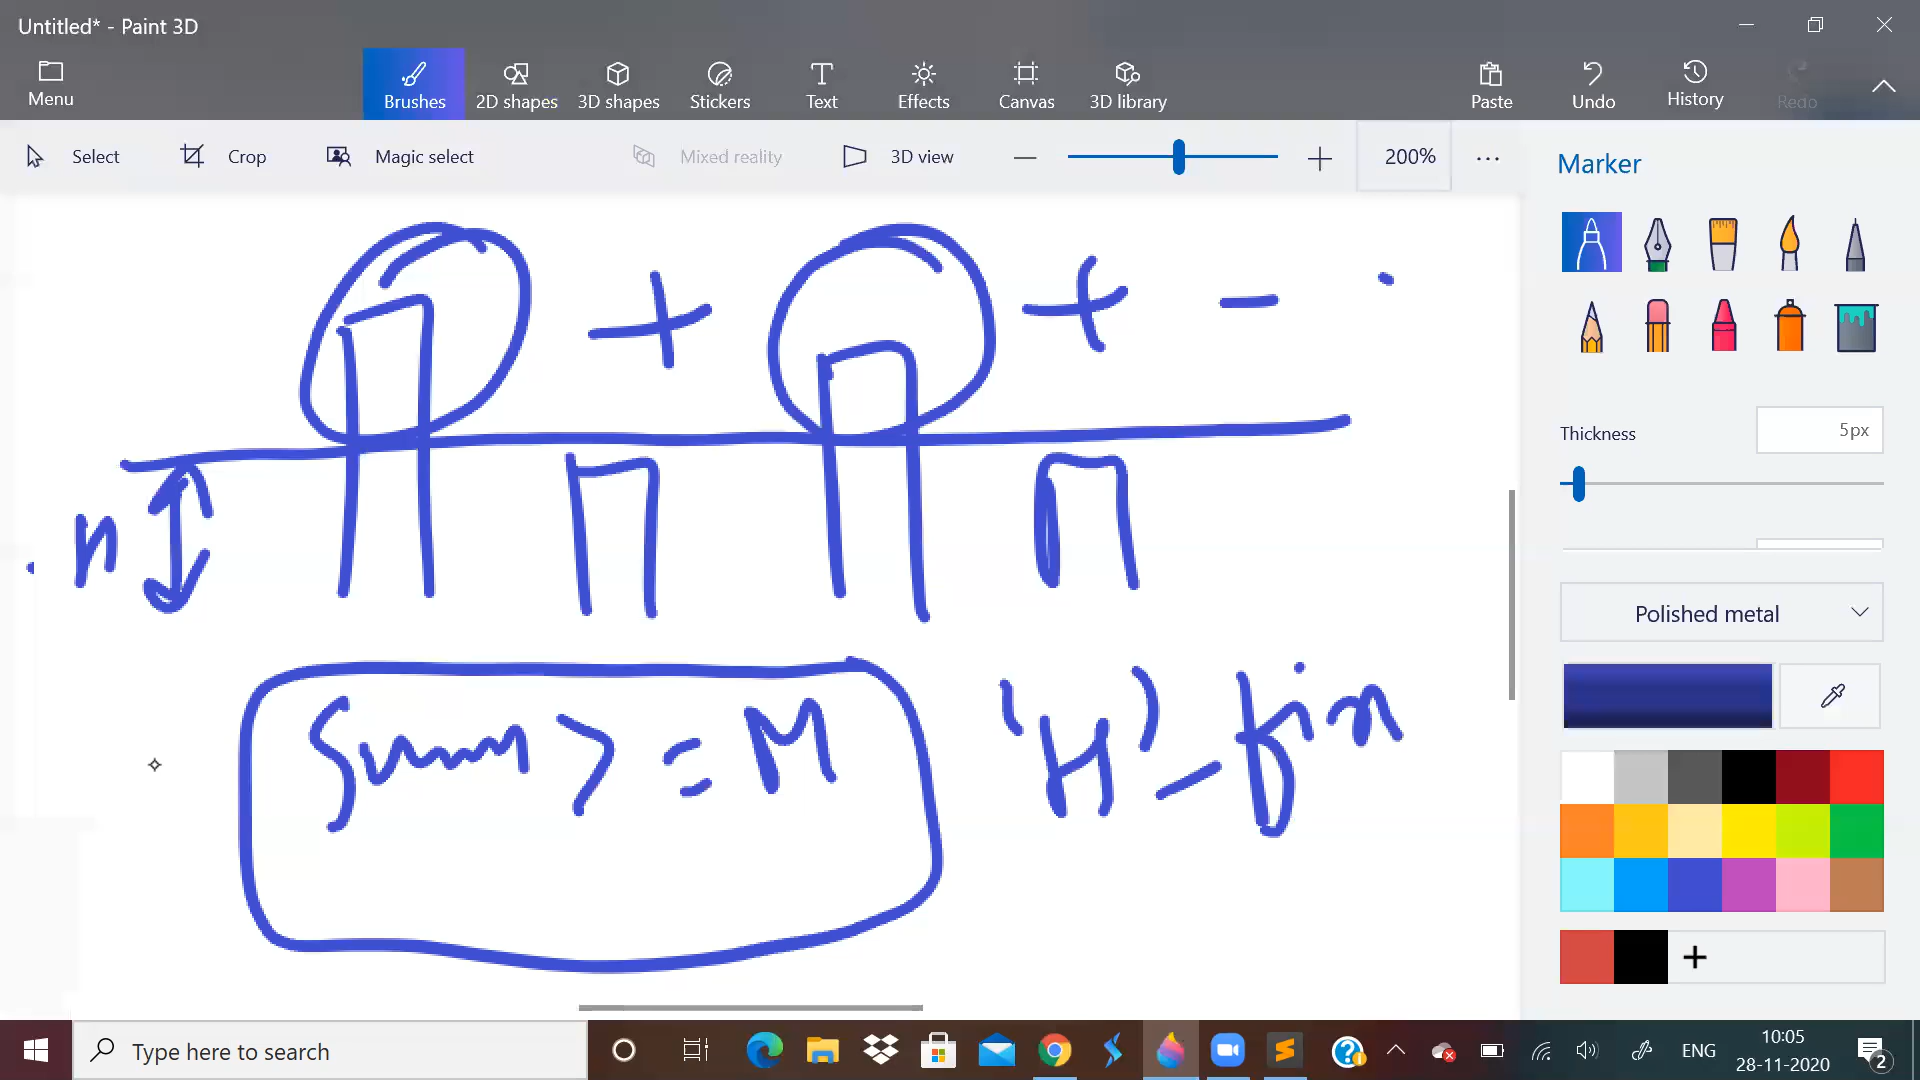 Untitled* - Paint 3D
Menu
Brushes
2D shapes
3D shapes
Stickers
Text
Effects
Canvas
3D library
Paste
Undo
History
Redo
Select
Crop
Magic select
Mixed reality
3D view
200%
Marker
Thickness
5px
Polished metal
+ + -
Sum >= M
'H' - fix
Type here to search
ENG
10:05
28-11-2020
2